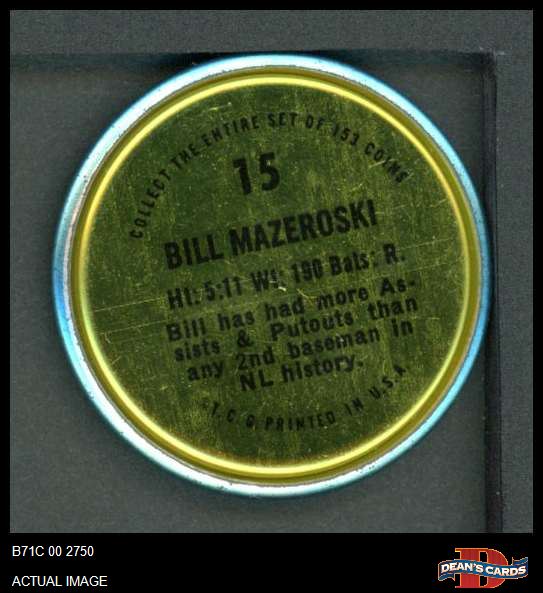 COLLECT THE ENTIRE SET OF 153 COINS
15
BILL MAZEROSKI
Ht: 5:11 Wt: 190 Bats: R.
Bill has had more As-
sists & Putouts than
any 2nd baseman in
NL history.
©T. C. G. PRINTED IN U.S.A.
B71C 00 2750
ACTUAL IMAGE
D
DEAN'S CARDS